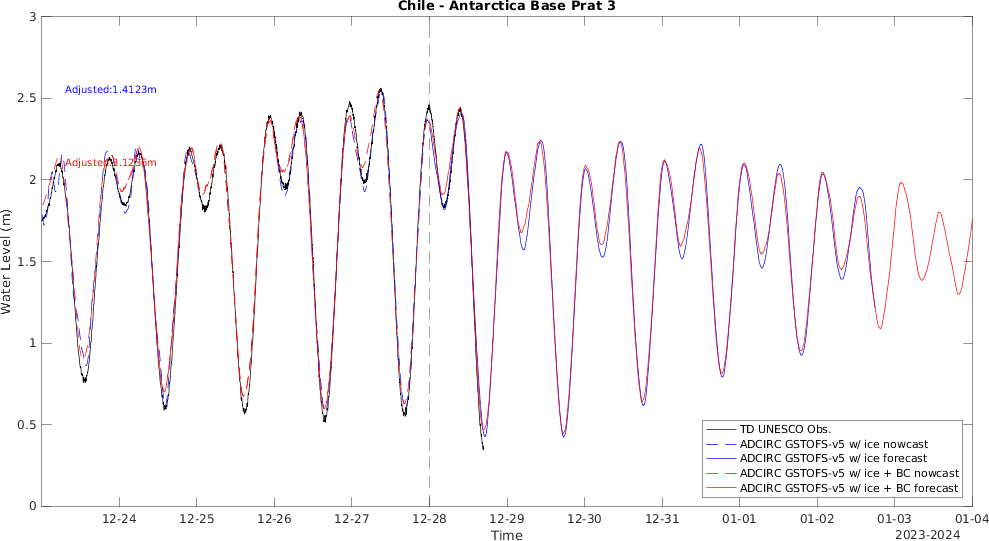 Chile - Antarctica Base Prat 3
Water Level (m)
3
2.5
2
1.5
1
0.5
0
Adjusted:1.4123m
TD UNESCO Obs.
ADCIRC GSTOFS-v5 w/ ice nowcast
ADCIRC GSTOFS-v5 w/ ice forecast
ADCIRC GSTOFS-v5 w/ ice + BC nowcast
ADCIRC GSTOFS-v5 w/ ice + BC forecast
12-24 12-25 12-26 12-27 12-28 12-29 12-30 12-31 01-01 01-02 01-03 01-04
Time
2023-2024